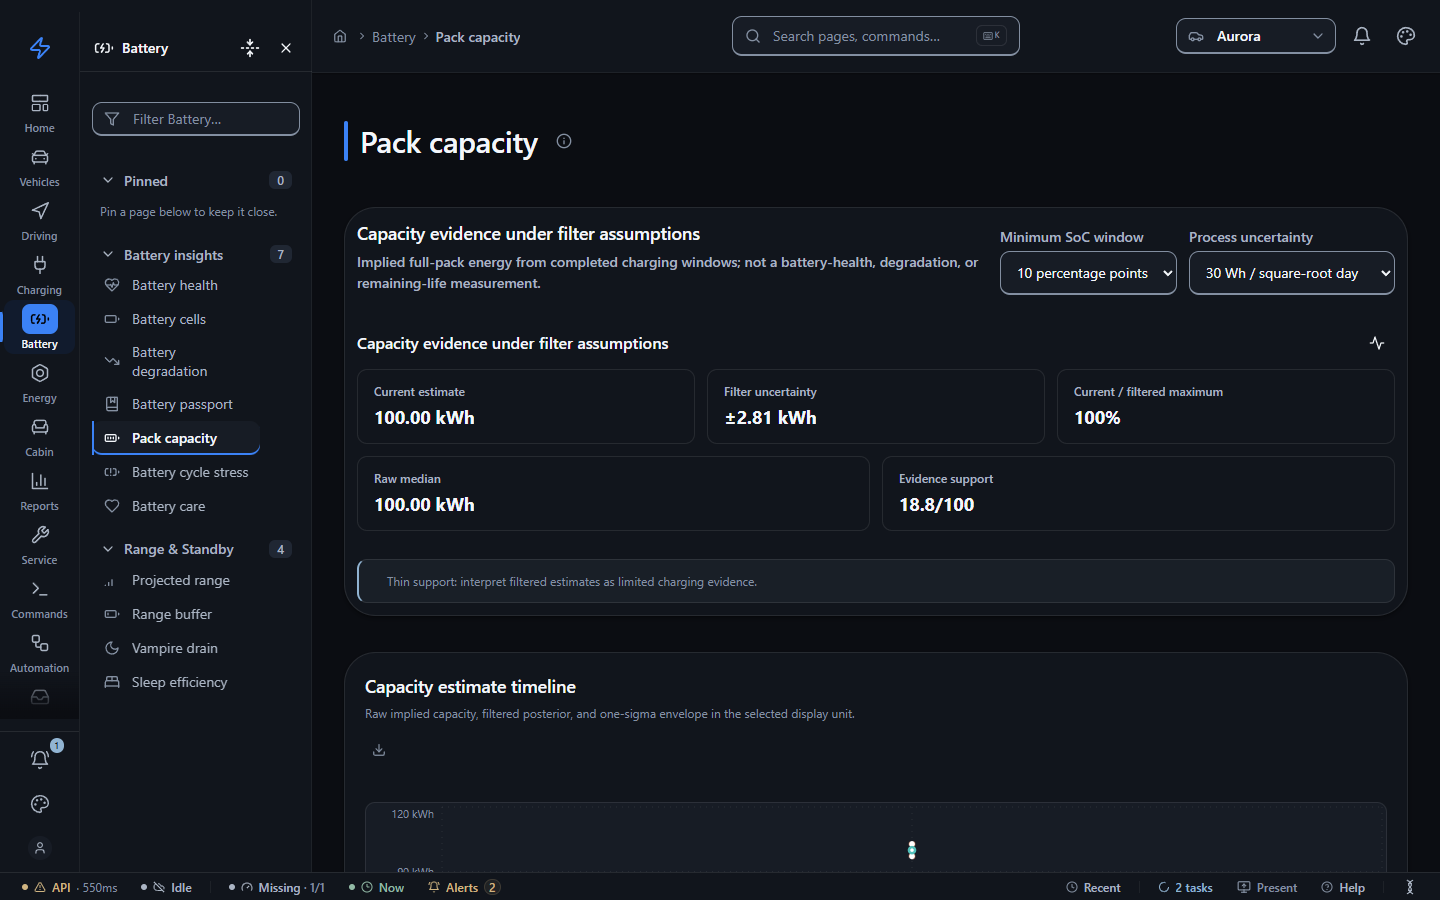 Battery
Battery
Pack capacity
Search pages, commands...
K
Aurora
Home
Vehicles
Driving
Charging
Battery
Energy
Cabin
Reports
Service
Commands
Automation
1
Filter Battery...
Pinned
0
Pin a page below to keep it close.
Battery insights
7
Battery health
Battery cells
Battery
degradation
Battery passport
Pack capacity
Battery cycle stress
Battery care
Range & Standby
4
Projected range
Range buffer
Vampire drain
Sleep efficiency
Pack capacity
Capacity evidence under filter assumptions
Implied full-pack energy from completed charging windows; not a battery-health, degradation, or
remaining-life measurement.
Minimum SoC window
10 percentage points
Process uncertainty
30 Wh / square-root day
Capacity evidence under filter assumptions
Current estimate
100.00 kWh
Filter uncertainty
±2.81 kWh
Current / filtered maximum
100%
Raw median
100.00 kWh
Evidence support
18.8/100
Thin support: interpret filtered estimates as limited charging evidence.
Capacity estimate timeline
Raw implied capacity, filtered posterior, and one-sigma envelope in the selected display unit.
120 kWh
90 kWh
API · 550ms
Idle
Missing · 1/1
Now
Alerts 2
Recent
2 tasks
Present
Help